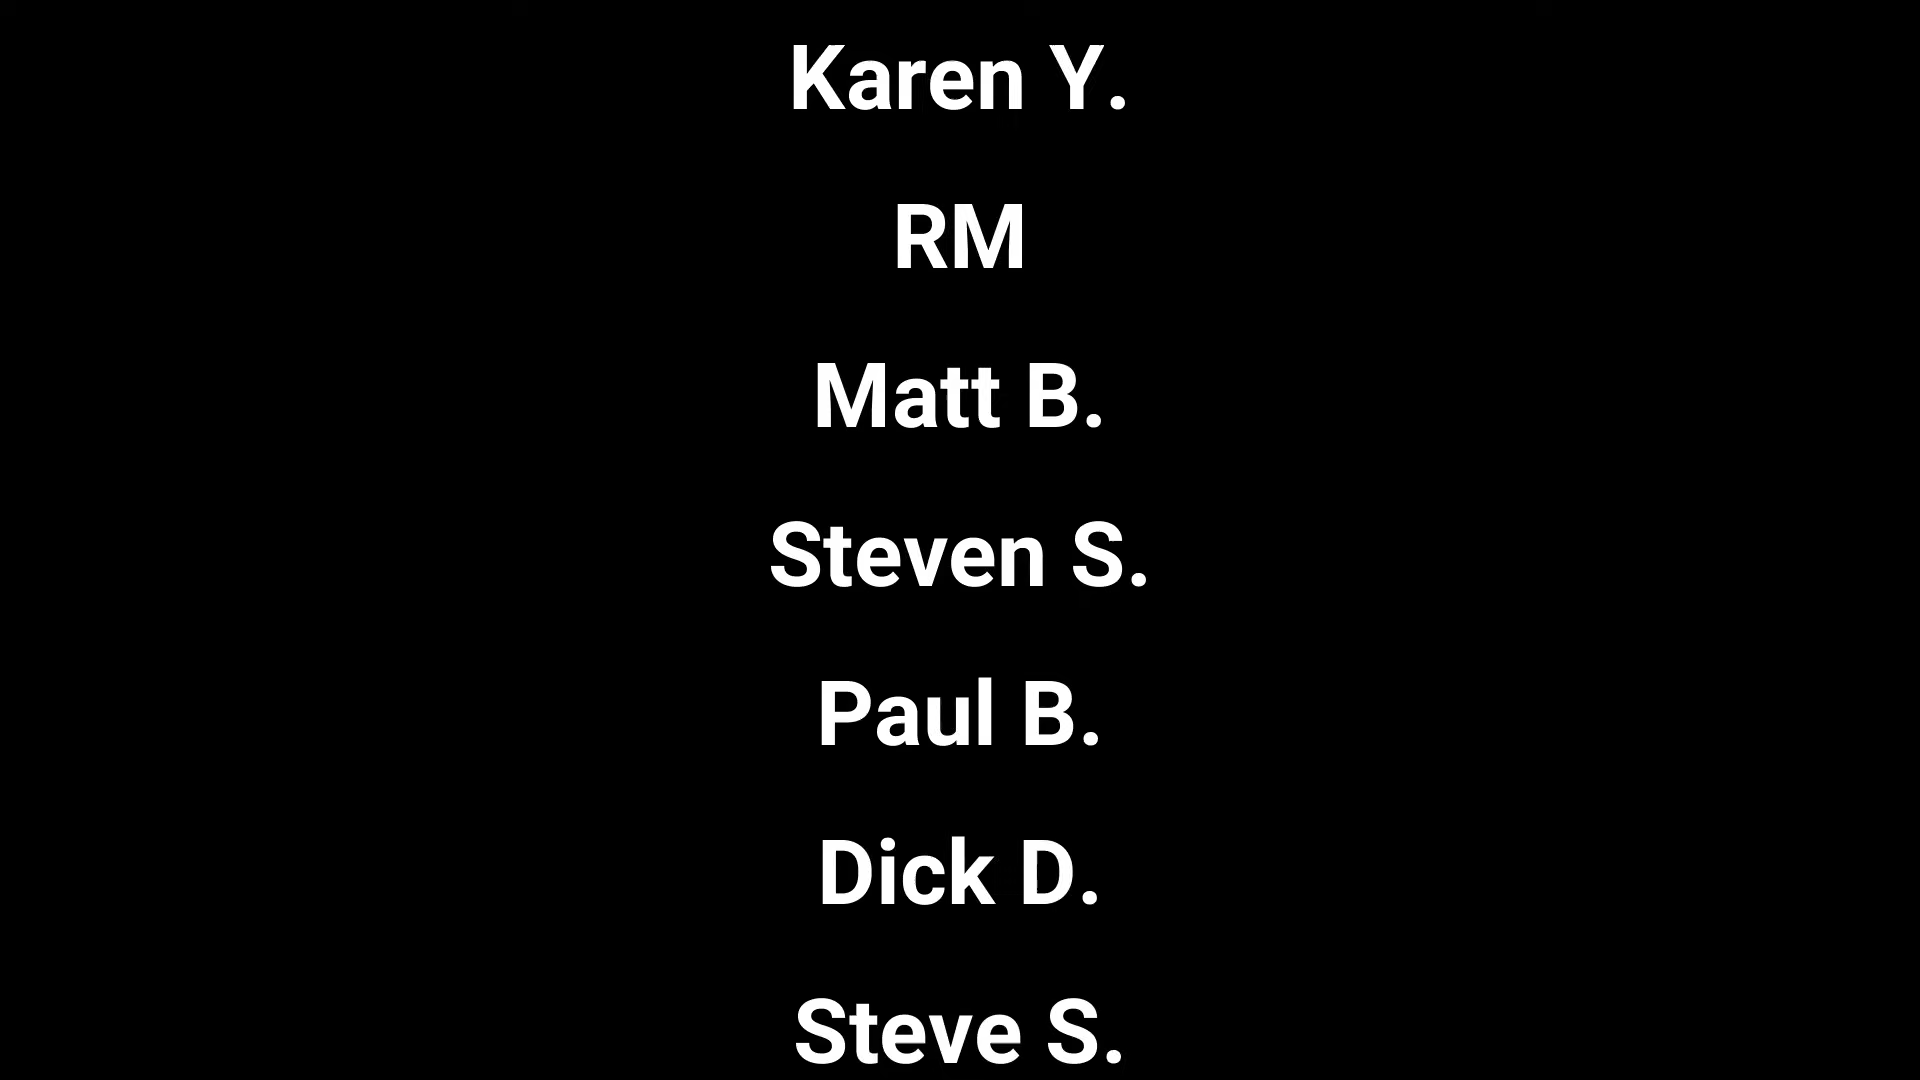 Karen Y.
RM
Matt B.
Steven S.
Paul B.
Dick D.
Steve S.